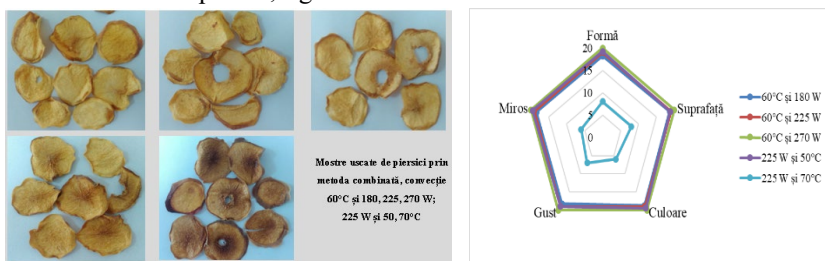 Mostre uscate de piersici prin
metoda combinată, convecție
60°C și 180, 225, 270 W;
225 W și 50, 70°C
Formă
20
15
10
5
0
Miros
Suprafață
Gust
Culoare
60°C și 180 W
60°C și 225 W
60°C și 270 W
225 W și 50°C
225 W și 70°C